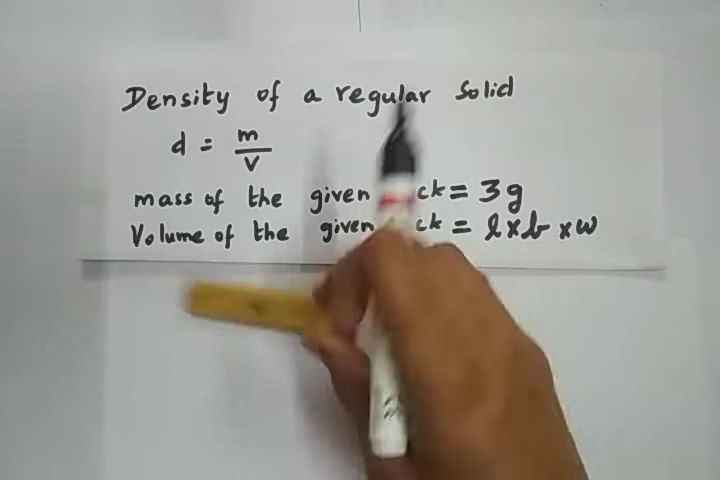 Density of a regular Solid
d = m/v
mass of the given ck = 3g
Volume of the given ck = l x b x w